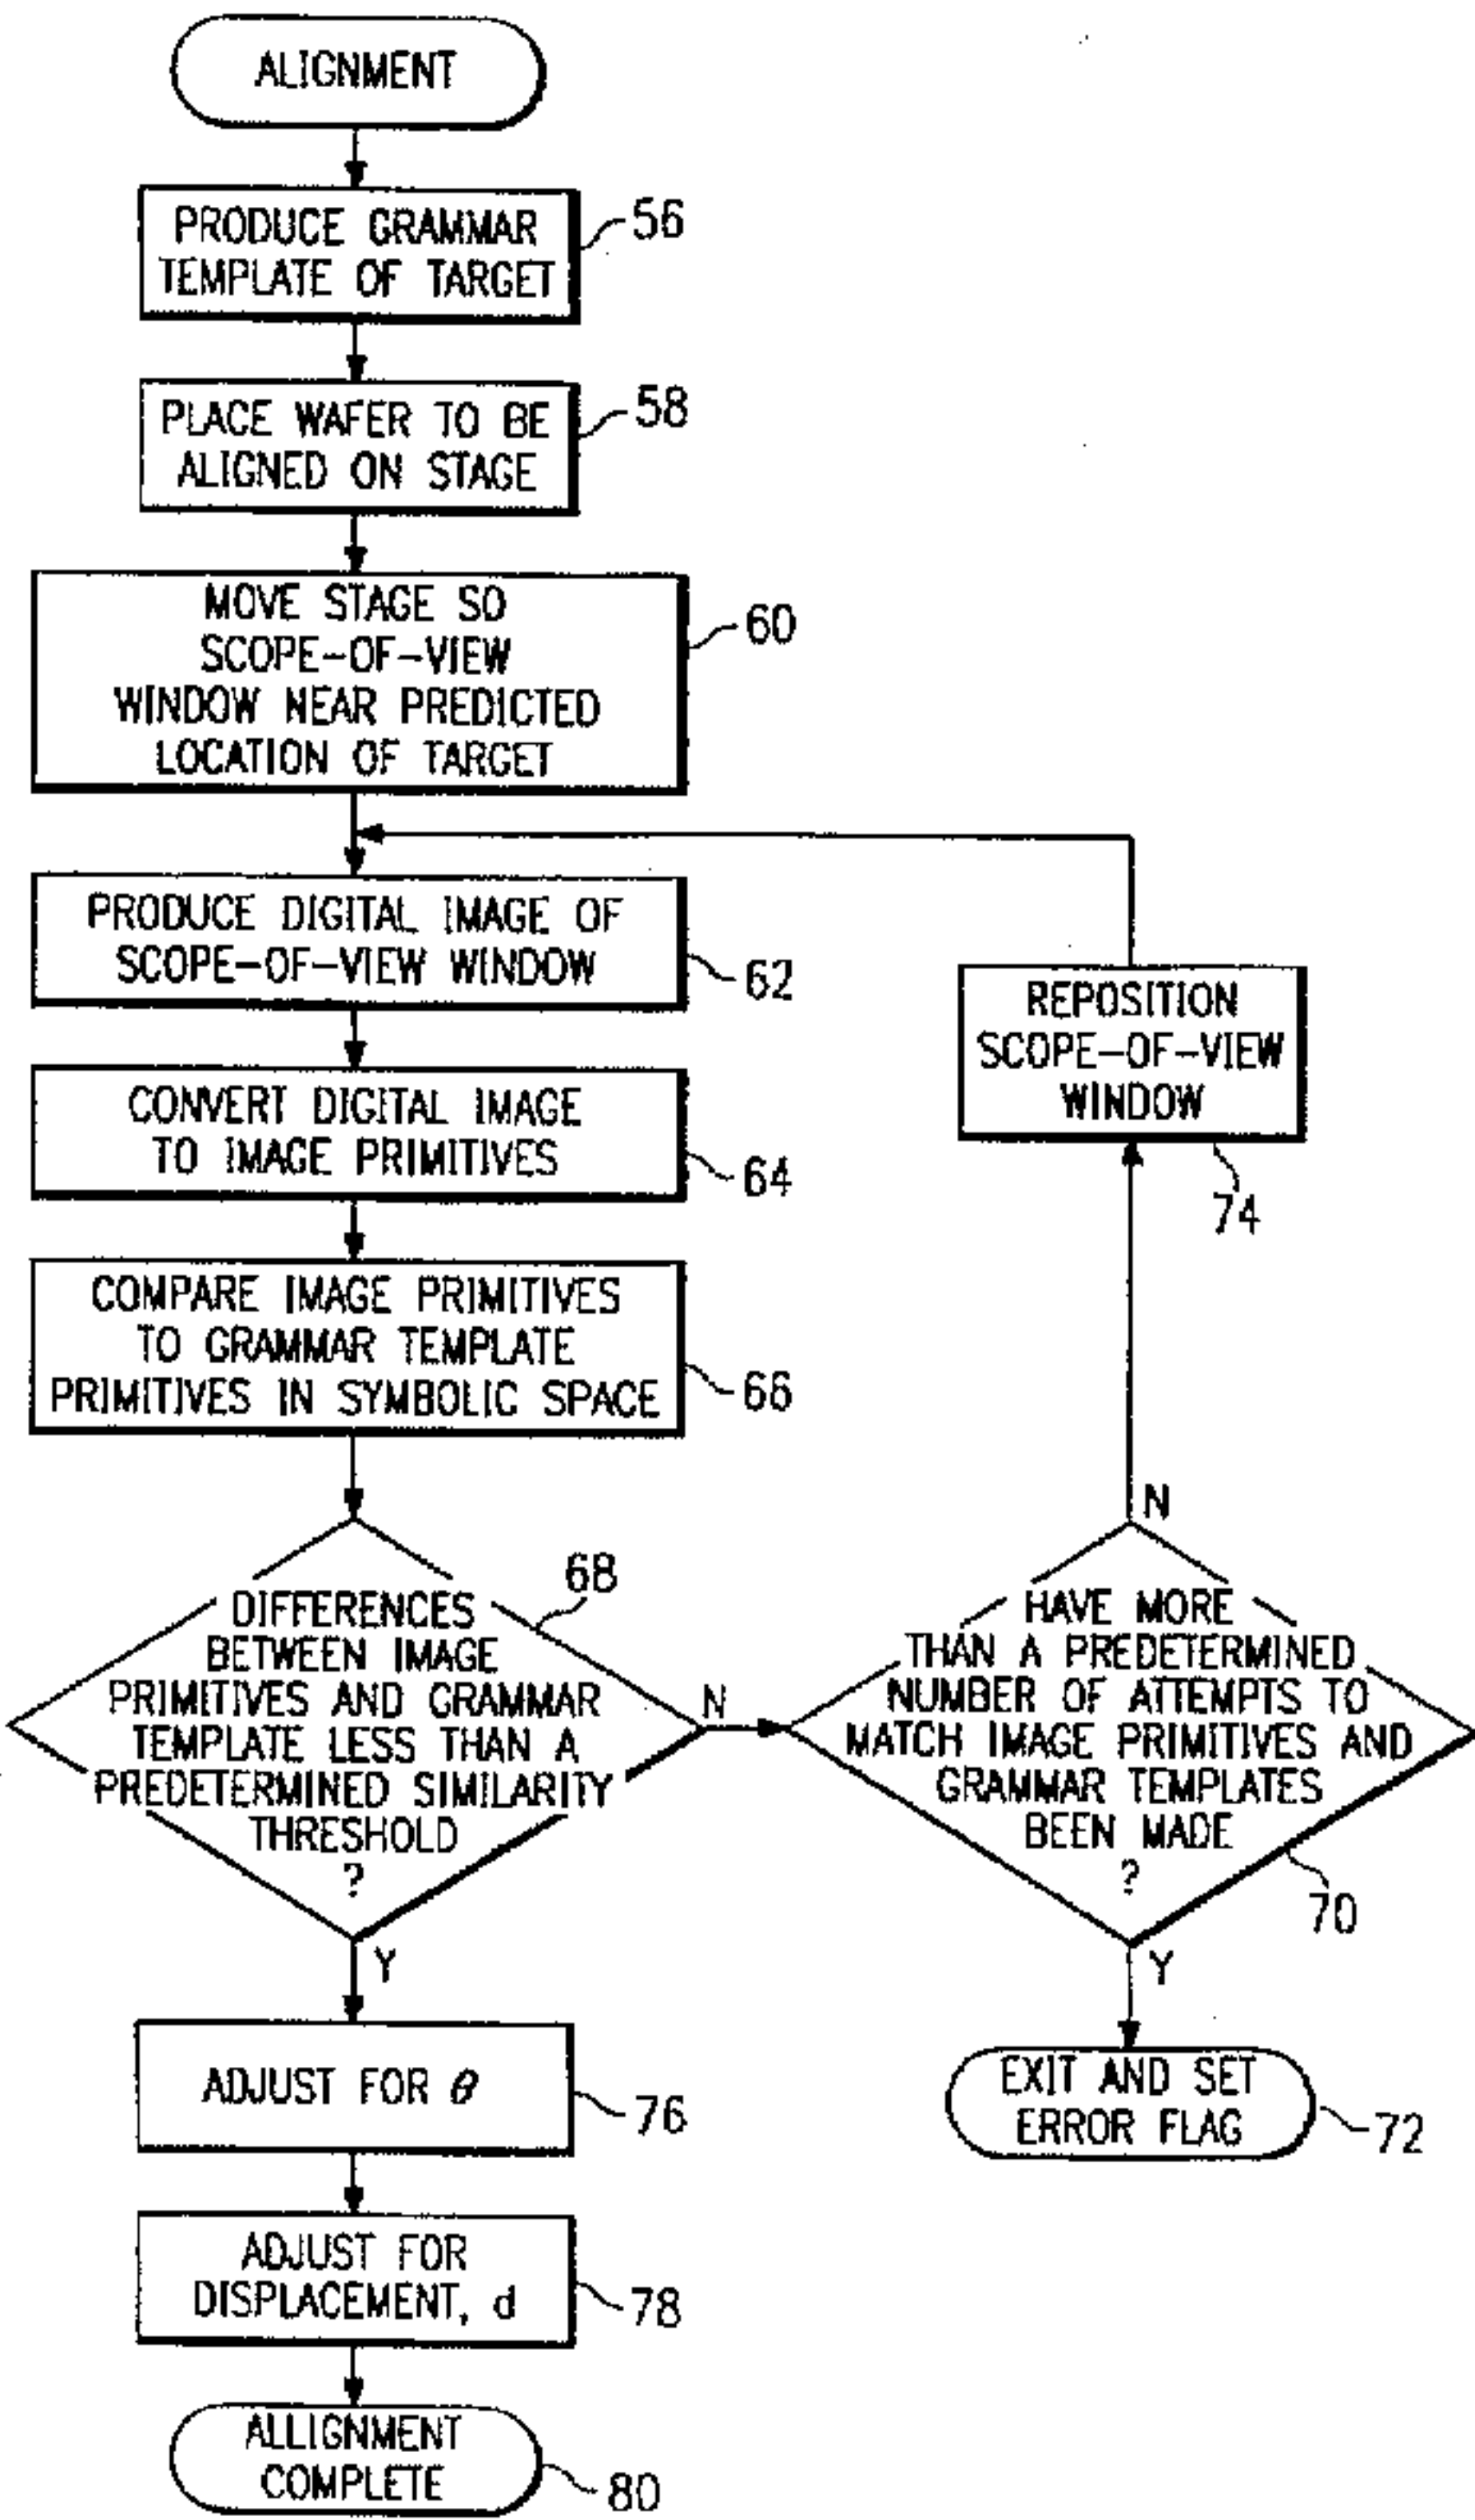 ALIGNMENT
PRODUCE GRAMMAR
TEMPLATE OF TARGET
56
PLACE WAFER TO BE
ALIGNED ON STAGE
58
MOVE STAGE SO
SCOPE-OF-VIEW
WINDOW NEAR PREDICTED
LOCATION OF TARGET
60
PRODUCE DIGITAL IMAGE OF
SCOPE-OF-VIEW WINDOW
62
CONVERT DIGITAL IMAGE
TO IMAGE PRIMITIVES
64
COMPARE IMAGE PRIMITIVES
TO GRAMMAR TEMPLATE
PRIMITIVES IN SYMBOLIC SPACE
66
DIFFERENCES
BETWEEN IMAGE
PRIMITIVES AND GRAMMAR
TEMPLATE LESS THAN A
PREDETERMINED SIMILARITY
THRESHOLD
?
68
N
Y
REPOSITION
SCOPE-OF-VIEW
WINDOW
74
N
HAVE MORE
THAN A PREDETERMINED
NUMBER OF ATTEMPTS TO
MATCH IMAGE PRIMITIVES AND
GRAMMAR TEMPLATES
BEEN MADE
?
70
Y
EXIT AND SET
ERROR FLAG
72
ADJUST FOR θ
76
ADJUST FOR
DISPLACEMENT, d
78
ALLIGNMENT
COMPLETE
80